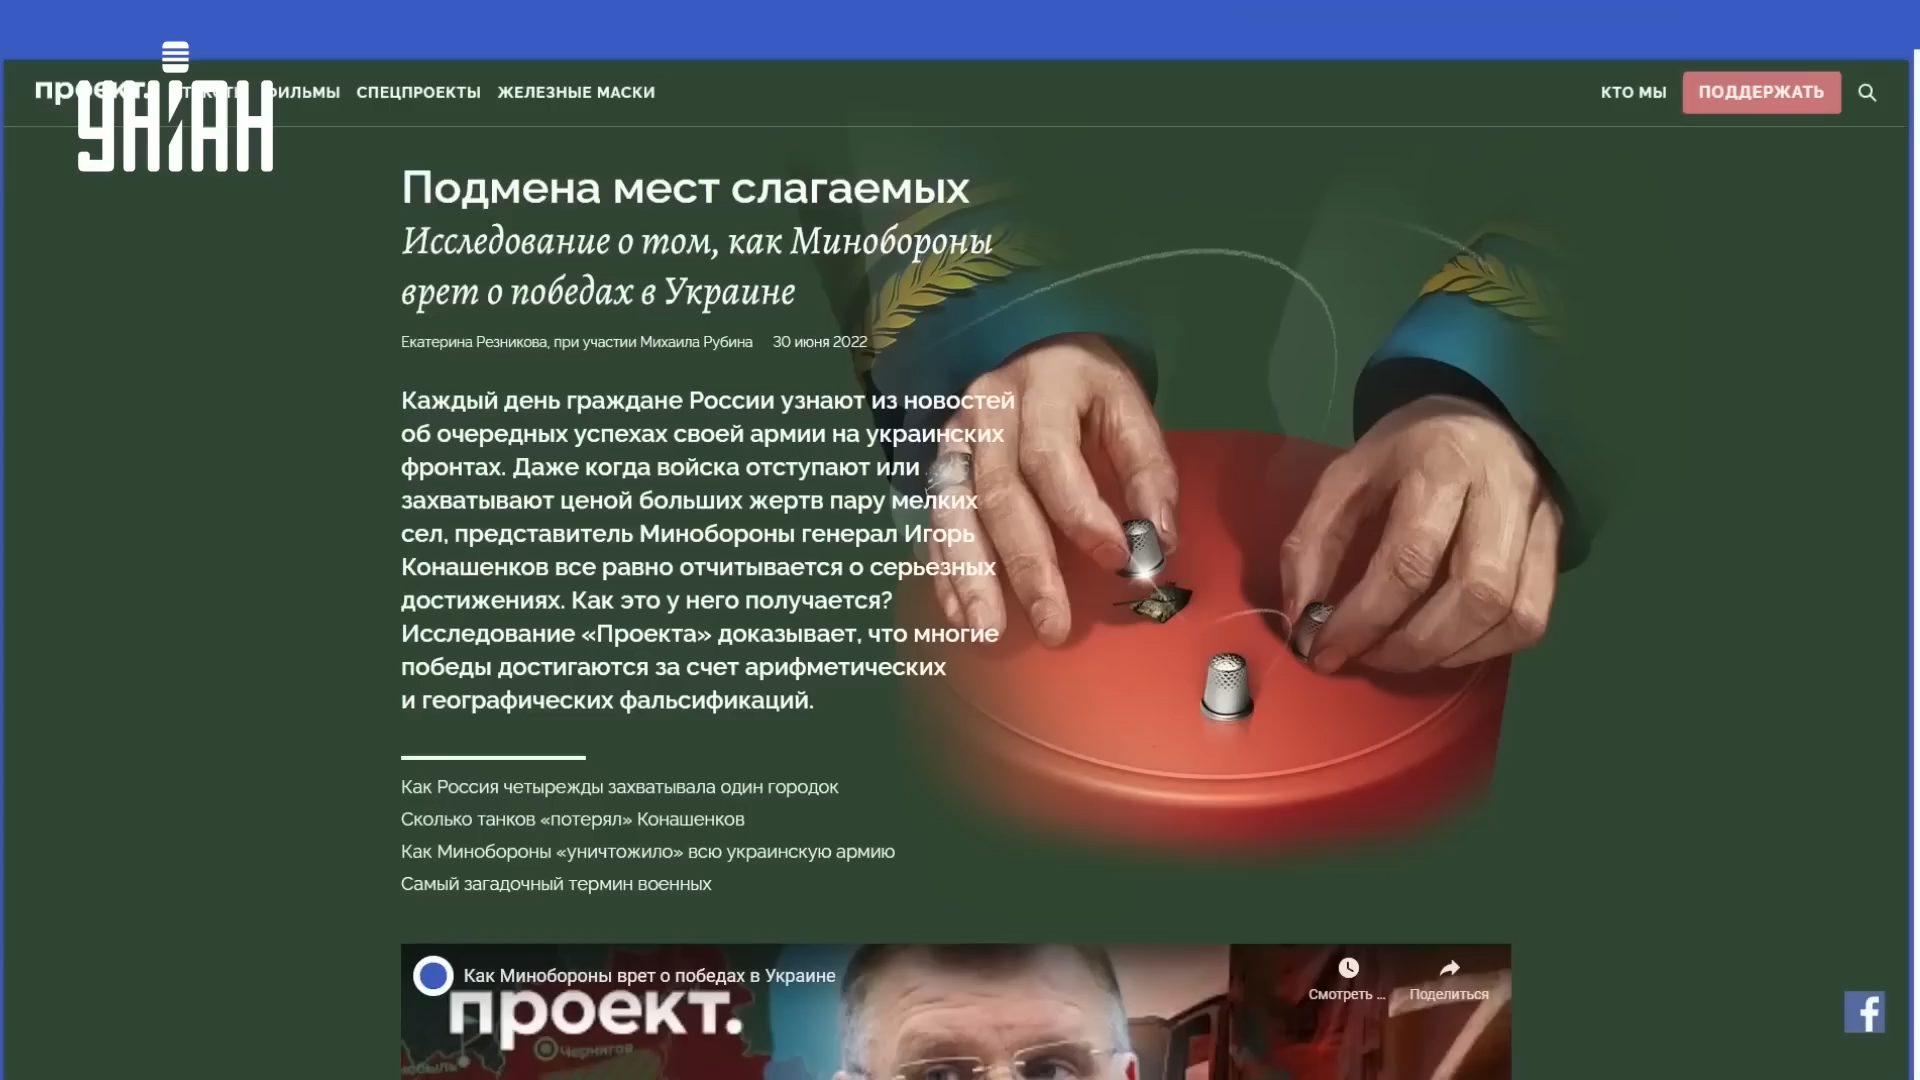 проект.
УНІАН
ФИЛЬМЫ СПЕЦПРОЕКТЫ ЖЕЛЕЗНЫЕ МАСКИ
КТО МЫ ПОДДЕРЖАТЬ
Подмена мест слагаемых
Исследование о том, как Минобороны
врет о победах в Украине
Екатерина Резникова, при участии Михаила Рубина 30 июня 2022
Каждый день граждане России узнают из новостей
об очередных успехах своей армии на украинских
фронтах. Даже когда войска отступают или
захватывают ценой больших жертв пару мелких
сел, представитель Минобороны генерал Игорь
Конашенков все равно отчитывается о серьезных
достижениях. Как это у него получается?
Исследование «Проекта» доказывает, что многие
победы достигаются за счет арифметических
и географических фальсификаций.
Как Россия четырежды захватывала один городок
Сколько танков «потерял» Конашенков
Как Минобороны «уничтожило» всю украинскую армию
Самый загадочный термин военных
Как Минобороны врет о победах в Украине
Смотреть ... Поделиться
проект.
Чернигов